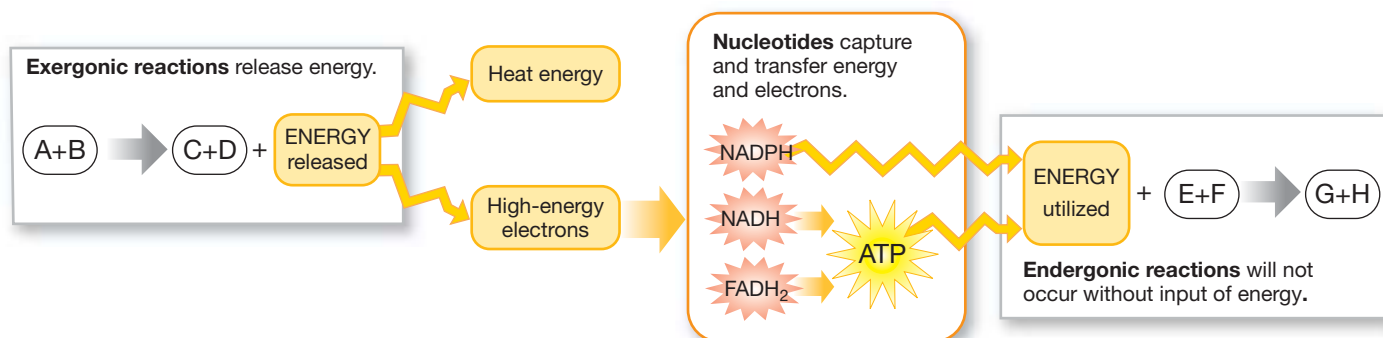 Exergonic reactions release energy.
A+B
C+D
+
ENERGY
released
Heat energy
High-energy
electrons
Nucleotides capture
and transfer energy
and electrons.
NADPH
NADH
FADH₂
ATP
ENERGY
utilized
+
E+F
G+H
Endergonic reactions will not
occur without input of energy.